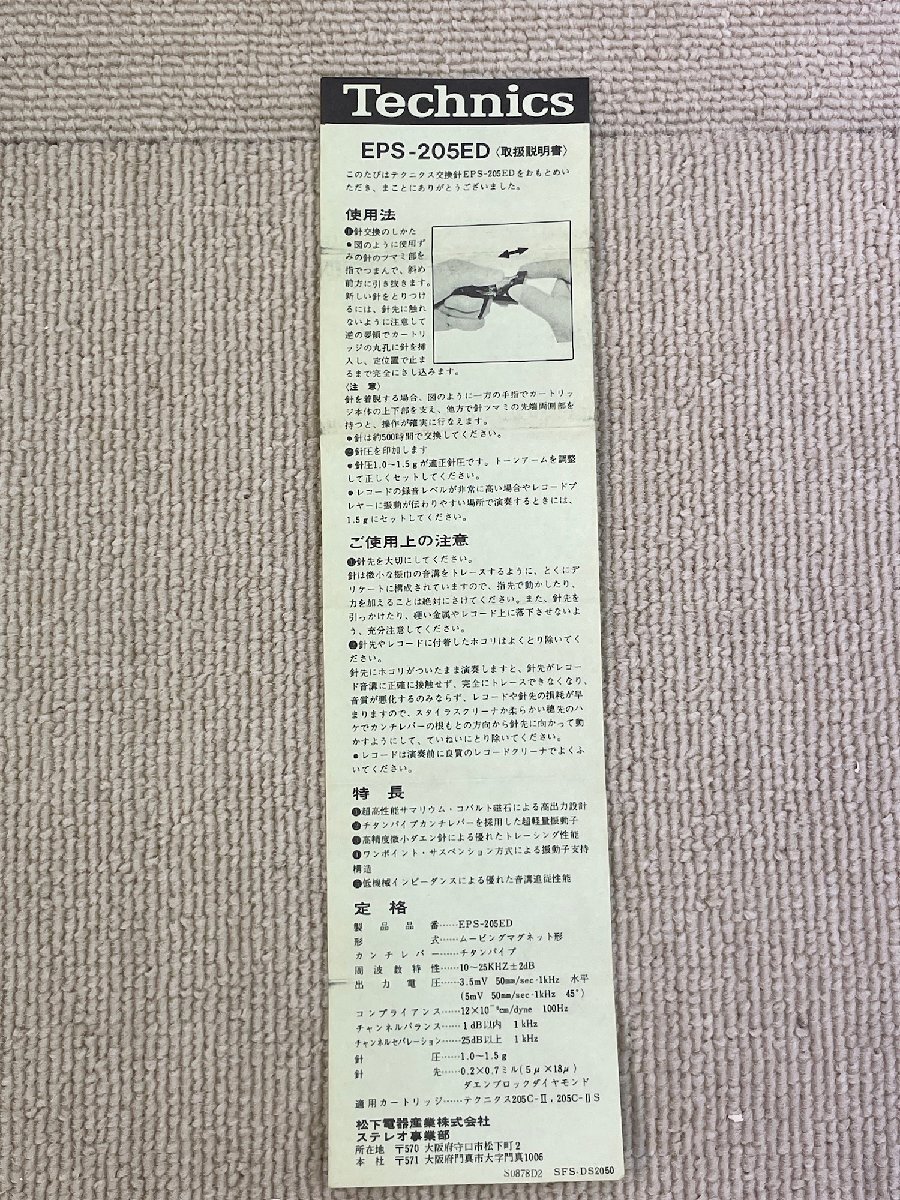 Technics
EPS-205ED〈取扱説明書〉
このたびはテクニクス交換針EPS-205EDをおもとめい
ただき、まことにありがとうございました。
使用法
❶針交換のしかた
●図のように使用ず
みの針のツマミ部を
指でつまんで、斜め
前方に引き抜きます。
新しい針をとりつけ
るには、針先に触れ
ないように注意して
逆の要領でカートリ
ッジの丸孔に針を挿
入し、定位置で止ま
るまで完全にさし込みます。
〈注 意〉
針を着脱する場合、図のように一方の手指でカートリッ
ジ本体の上下部を支え、他方で針ツマミの先端両側部を
持つと、操作が確実に行なえます。
●針は約500時間で交換してください。
❷針圧を印加します
●針圧1.0～1.5gが適正針圧です。トーンアームを調整
して正しくセットしてください。
●レコードの録音レベルが非常に高い場合やレコードプ
レヤーに振動が伝わりやすい場所で演奏するときには、
1.5gにセットしてください。
ご使用上の注意
❶針先を大切にしてください。
針は微小な振巾の音溝をトレースするように、とくにデ
リケートに構成されていますので、指先で動かしたり、
力を加えることは絶対にさけてください。また、針先を
引っかけたり、硬い金属やレコード上に落下させないよ
う、充分注意してください。
❷針先やレコードに付着したホコリはよくとり除いてく
ださい。
針先にホコリがついたまま演奏しますと、針先がレコー
ド音溝に正確に接触せず、完全にトレースできなくなり、
音質が悪化するのみならず、レコードや針先の損耗が早
まりますので、スタイラスクリーナか柔らかい穂先のハ
ケでカンチレバーの根もとの方向から針先に向かって動
かすようにして、ていねいにとり除いてください。
●レコードは演奏前に良質のレコードクリーナでよくふ
いてください。
特 長
❶超高性能サマリウム・コバルト磁石による高出力設計
❷チタンパイプカンチレバーを採用した超軽量振動子
❸高精度微小ダエン針による優れたトレーシング性能
❹ワンポイント・サスペンション方式による振動子支持
構造
❺低機械インピーダンスによる優れた音溝追従性能
定 格
製品品番……EPS-205ED
形式……ムービングマグネット形
カンチレバー……チタンパイプ
周波数特性……10～25KHZ±2dB
出力電圧……3.5mV 50mm/sec·1kHz 水平
(5mV 50mm/sec·1kHz 45°)
コンプライアンス……12×10⁻⁶cm/dyne 100Hz
チャンネルバランス……1dB以内 1kHz
チャンネルセパレーション……25dB以上 1kHz
針圧……1.0～1.5g
針先……0.2×0.7ミル(5μ×18μ)
ダエンブロックダイヤモンド
適用カートリッジ……テクニクス205C-Ⅱ，205C-ⅡS
松下電器産業株式会社
ステレオ事業部
所在地 〒570 大阪府守口市松下町2
本 社 〒571 大阪府門真市大字門真1006
S0878D2 SFS-DS2050